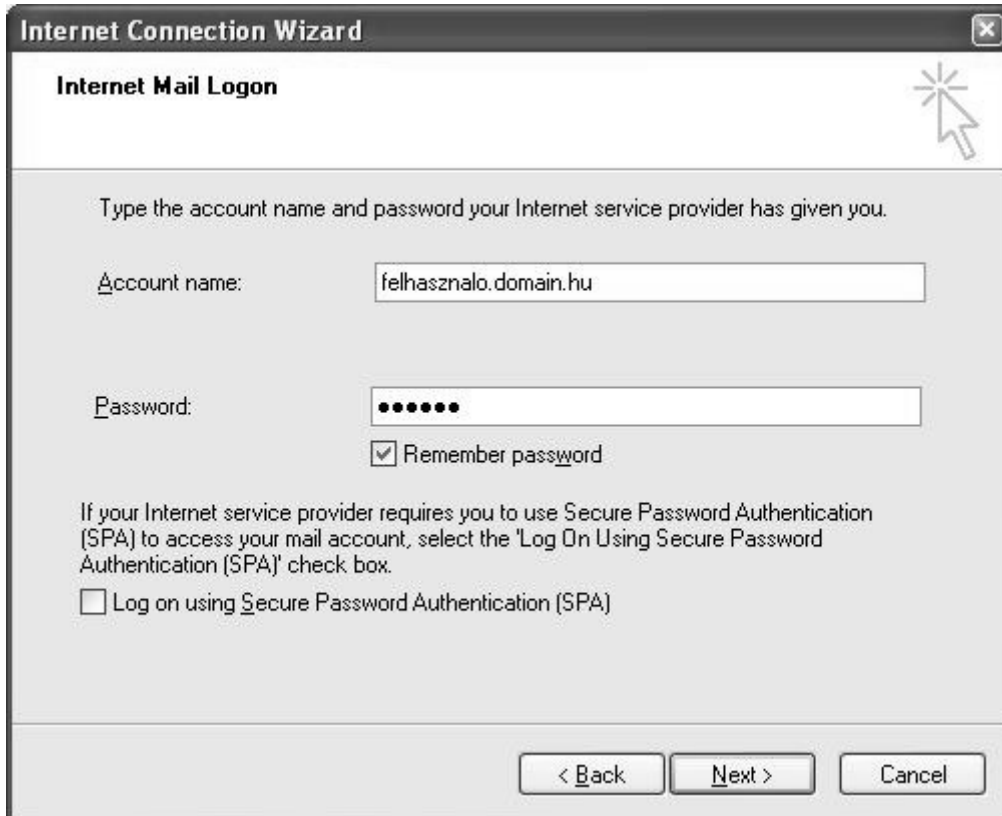 Internet Connection Wizard
Internet Mail Logon
Type the account name and password your Internet service provider has given you.
Account name:
felhasznalo.domain.hu
Password:
••••••
Remember password
If your Internet service provider requires you to use Secure Password Authentication
(SPA) to access your mail account, select the 'Log On Using Secure Password
Authentication (SPA)' check box.
Log on using Secure Password Authentication (SPA)
< Back
Next >
Cancel